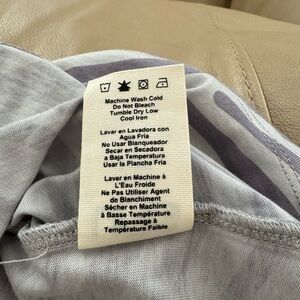 Machine Wash Cold
Do Not Bleach
Tumble Dry Low
Cool Iron
Lavar en Lavadora con
Agua Fria
No Usar Blanqueador
Secar en Secadora
a Baja Temperatura
Usar la Plancha Fria
Laver en Machine à
L'Eau Froide
Ne Pas Utiliser Agent
de Blanchiment
Sécher en Machine
à Basse Température
Repassage à
Température Faible